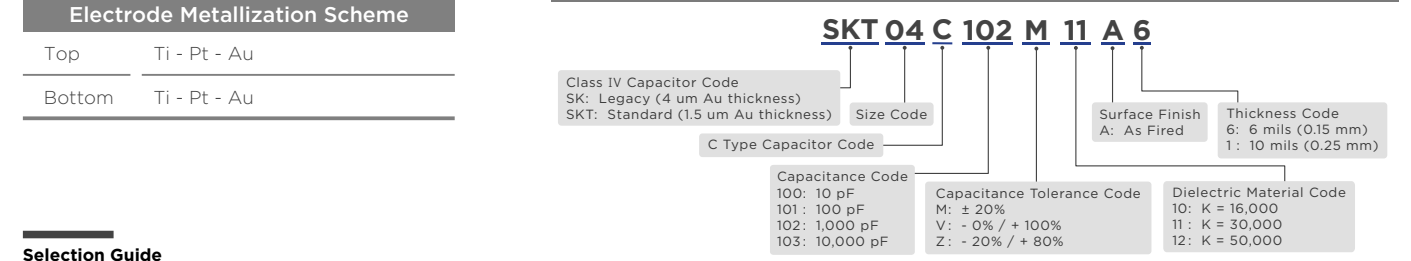 Electrode Metallization Scheme
Top Ti - Pt - Au
Bottom Ti - Pt - Au
Selection Guide
SKT 04 C 102 M 11 A 6
Class IV Capacitor Code
SK: Legacy (4 um Au thickness)
SKT: Standard (1.5 um Au thickness)
Size Code
C Type Capacitor Code
Capacitance Code
100: 10 pF
101 : 100 pF
102: 1,000 pF
103: 10,000 pF
Capacitance Tolerance Code
M: ± 20%
V: - 0% / + 100%
Z: - 20% / + 80%
Surface Finish
A: As Fired
Thickness Code
6: 6 mils (0.15 mm)
1 : 10 mils (0.25 mm)
Dielectric Material Code
10: K = 16,000
11 : K = 30,000
12: K = 50,000